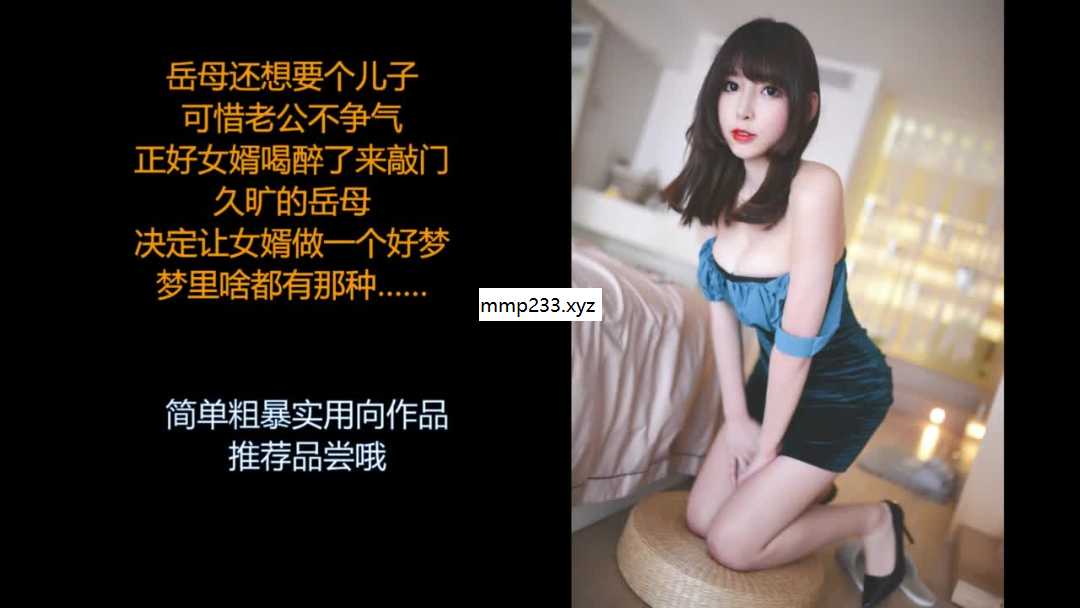 岳母还想要个儿子
可惜老公不争气
正好女婿喝醉了来敲门
久旷的岳母
决定让女婿做一个好梦
梦里啥都有那种......
mmp233.xyz
简单粗暴实用向作品
推荐品尝哦